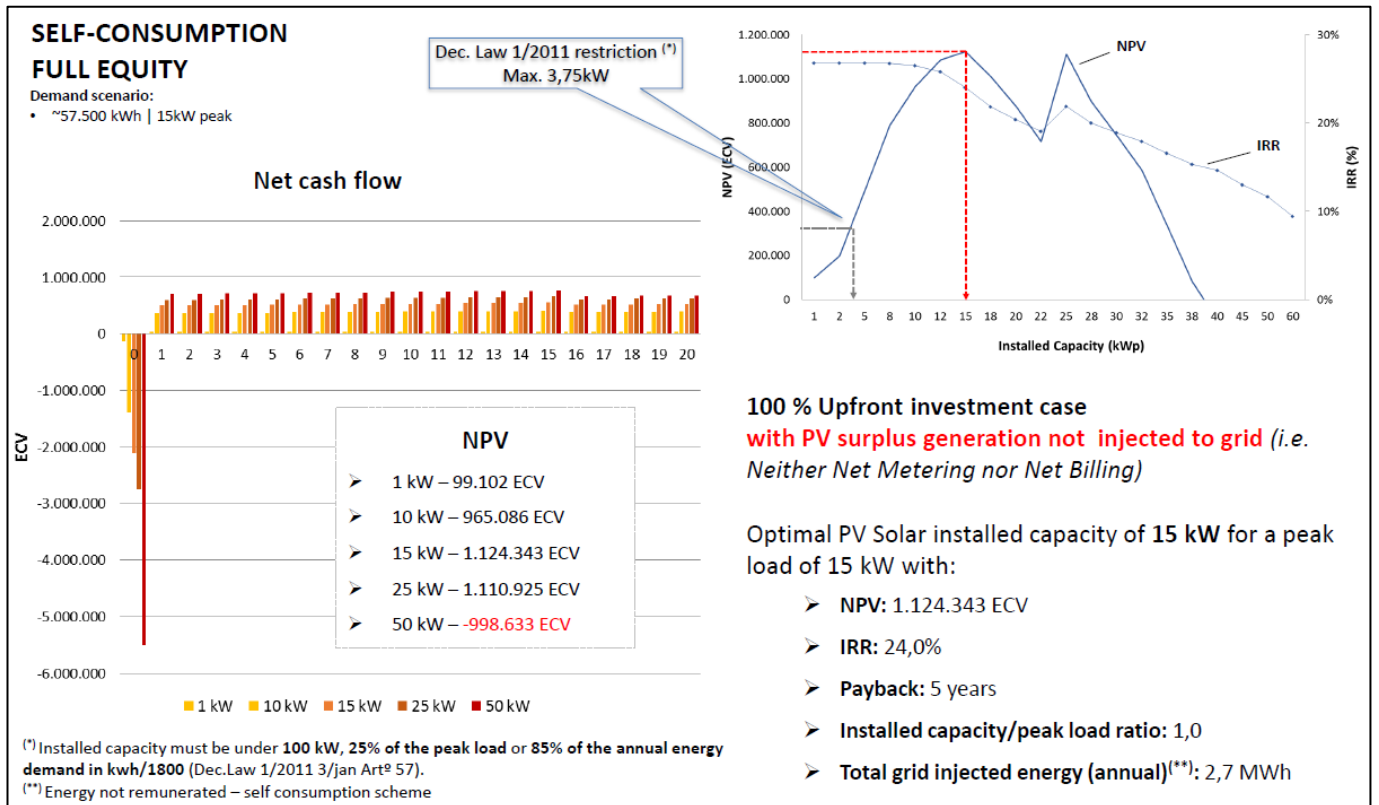 SELF-CONSUMPTION
FULL EQUITY
Demand scenario:
• ~57.500 kWh | 15kW peak
Net cash flow
2.000.000
1.000.000
0
-1.000.000
-2.000.000
-3.000.000
-4.000.000
-5.000.000
-6.000.000
ECV
0 1 2 3 4 5 6 7 8 9 10 11 12 13 14 15 16 17 18 19 20
NPV
➢ 1 kW – 99.102 ECV
➢ 10 kW – 965.086 ECV
➢ 15 kW – 1.124.343 ECV
➢ 25 kW – 1.110.925 ECV
➢ 50 kW – -998.633 ECV
1 kW 10 kW 15 kW 25 kW 50 kW
(*) Installed capacity must be under 100 kW, 25% of the peak load or 85% of the annual energy
demand in kwh/1800 (Dec.Law 1/2011 3/jan Artº 57).
(**) Energy not remunerated – self consumption scheme
Dec. Law 1/2011 restriction (*)
Max. 3,75kW
1.200.000
1.000.000
800.000
600.000
400.000
200.000
0
NPV (ECV)
NPV
IRR
30%
20%
10%
0%
IRR (%)
1 2 5 8 10 12 15 18 20 22 25 28 30 32 35 38 40 45 50 60
Installed Capacity (kWp)
100 % Upfront investment case
with PV surplus generation not injected to grid (i.e.
Neither Net Metering nor Net Billing)
Optimal PV Solar installed capacity of 15 kW for a peak
load of 15 kW with:
➢ NPV: 1.124.343 ECV
➢ IRR: 24,0%
➢ Payback: 5 years
➢ Installed capacity/peak load ratio: 1,0
➢ Total grid injected energy (annual)(**): 2,7 MWh